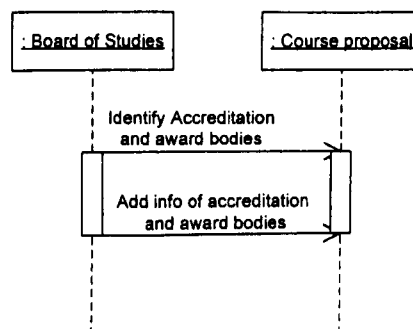 : Board of Studies
: Course proposal
Identify Accreditation
and award bodies
Add info of accreditation
and award bodies